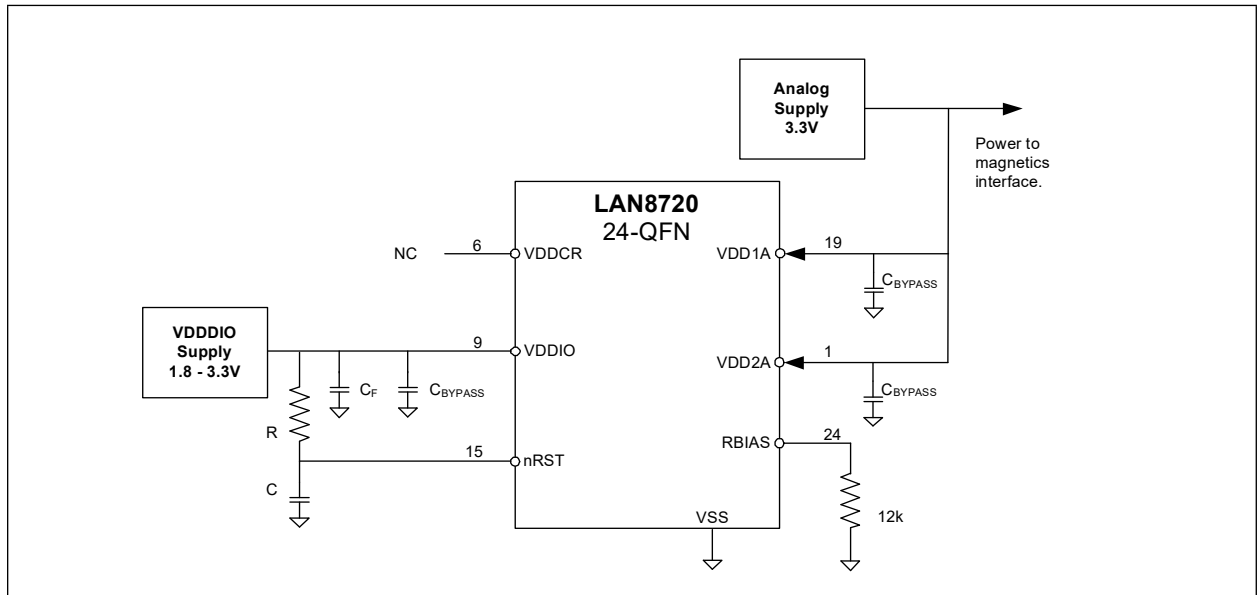 Analog
Supply
3.3V
Power to
magnetics
interface.
LAN8720
24-QFN
NC
6
VDDCR
VDD1A
19
CBYPASS
VDDDIO
Supply
1.8 - 3.3V
9
VDDIO
VDD2A
1
CF
CBYPASS
CBYPASS
R
15
nRST
RBIAS
24
C
VSS
12k